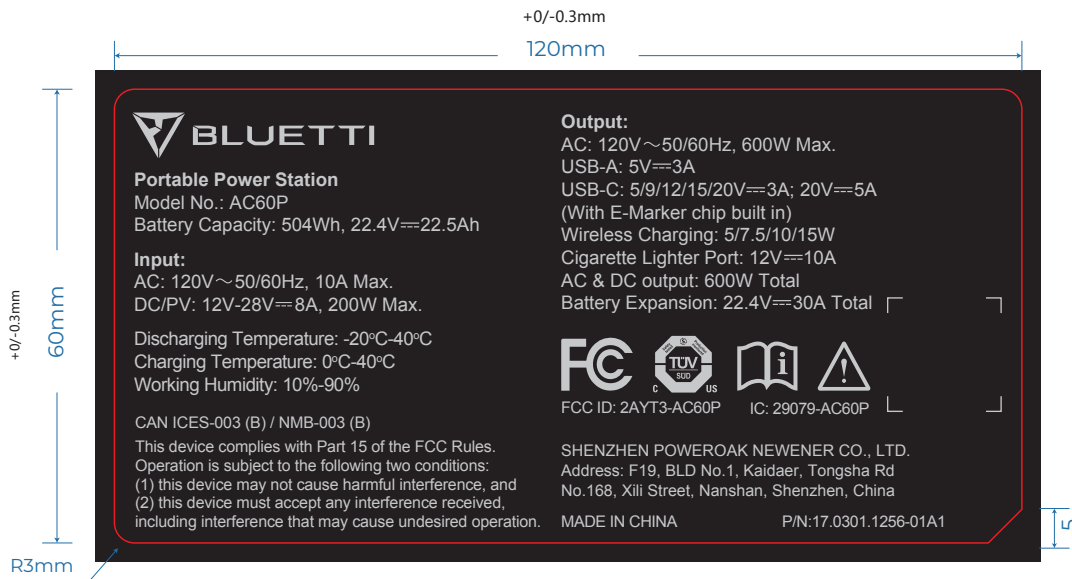 +0/-0.3mm
120mm
+0/-0.3mm
60mm
BLUETTI
Portable Power Station
Model No.: AC60P
Battery Capacity: 504Wh, 22.4V⎓22.5Ah
Input:
AC: 120V～50/60Hz, 10A Max.
DC/PV: 12V-28V⎓8A, 200W Max.
Discharging Temperature: -20°C-40°C
Charging Temperature: 0°C-40°C
Working Humidity: 10%-90%
CAN ICES-003 (B) / NMB-003 (B)
This device complies with Part 15 of the FCC Rules.
Operation is subject to the following two conditions:
(1) this device may not cause harmful interference, and
(2) this device must accept any interference received,
including interference that may cause undesired operation.
Output:
AC: 120V～50/60Hz, 600W Max.
USB-A: 5V⎓3A
USB-C: 5/9/12/15/20V⎓3A; 20V⎓5A
(With E-Marker chip built in)
Wireless Charging: 5/7.5/10/15W
Cigarette Lighter Port: 12V⎓10A
AC & DC output: 600W Total
Battery Expansion: 22.4V⎓30A Total
FC
TÜV
SÜD
C US
FCC ID: 2AYT3-AC60P IC: 29079-AC60P
SHENZHEN POWEROAK NEWENER CO., LTD.
Address: F19, BLD No.1, Kaidaer, Tongsha Rd
No.168, Xili Street, Nanshan, Shenzhen, China
MADE IN CHINA P/N:17.0301.1256-01A1
5
R3mm